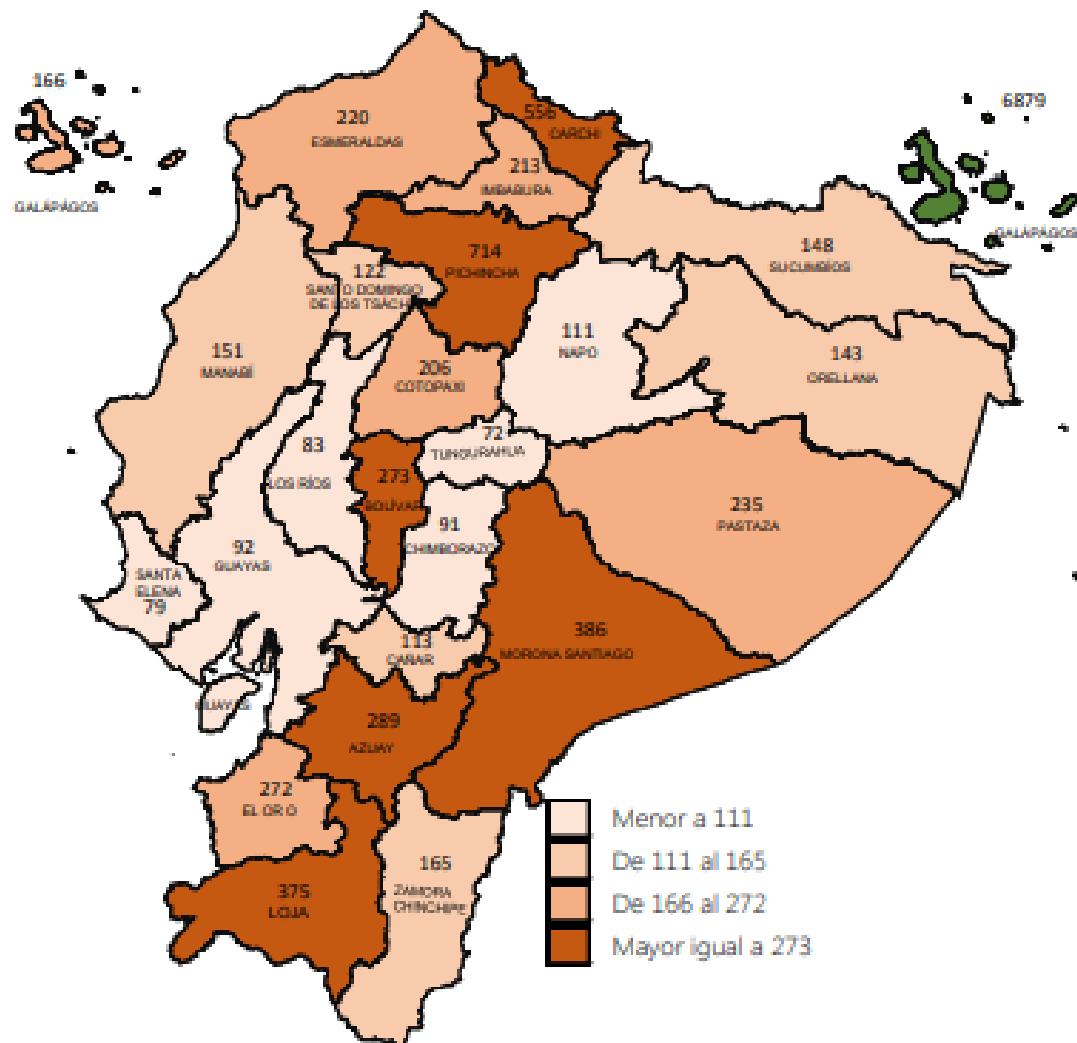 166
GALÁPÁGOS
220
ESMERALDAS
556
CARCHI
213
IMBABURA
6879
GALÁPÁGOS
148
SUCUMBÍOS
714
PICHINCHA
122
SANTO DOMINGO
DE LOS TSÁCH
111
NAPO
151
MANABÍ
143
ORELLANA
206
COTOPAXI
83
LOS RÍOS
72
TUNGURAHUA
273
BOLÍVAR
235
PASTAZA
91
CHIMBORAZO
92
GUAYAS
SANTA
ELENA
79
113
CAÑAR
386
MORONA SANTIAGO
GUAYAS
289
AZUAY
272
EL ORO
165
ZAMORA
CHINCHIPE
375
LOJA
Menor a 111
De 111 al 165
De 166 al 272
Mayor igual a 273